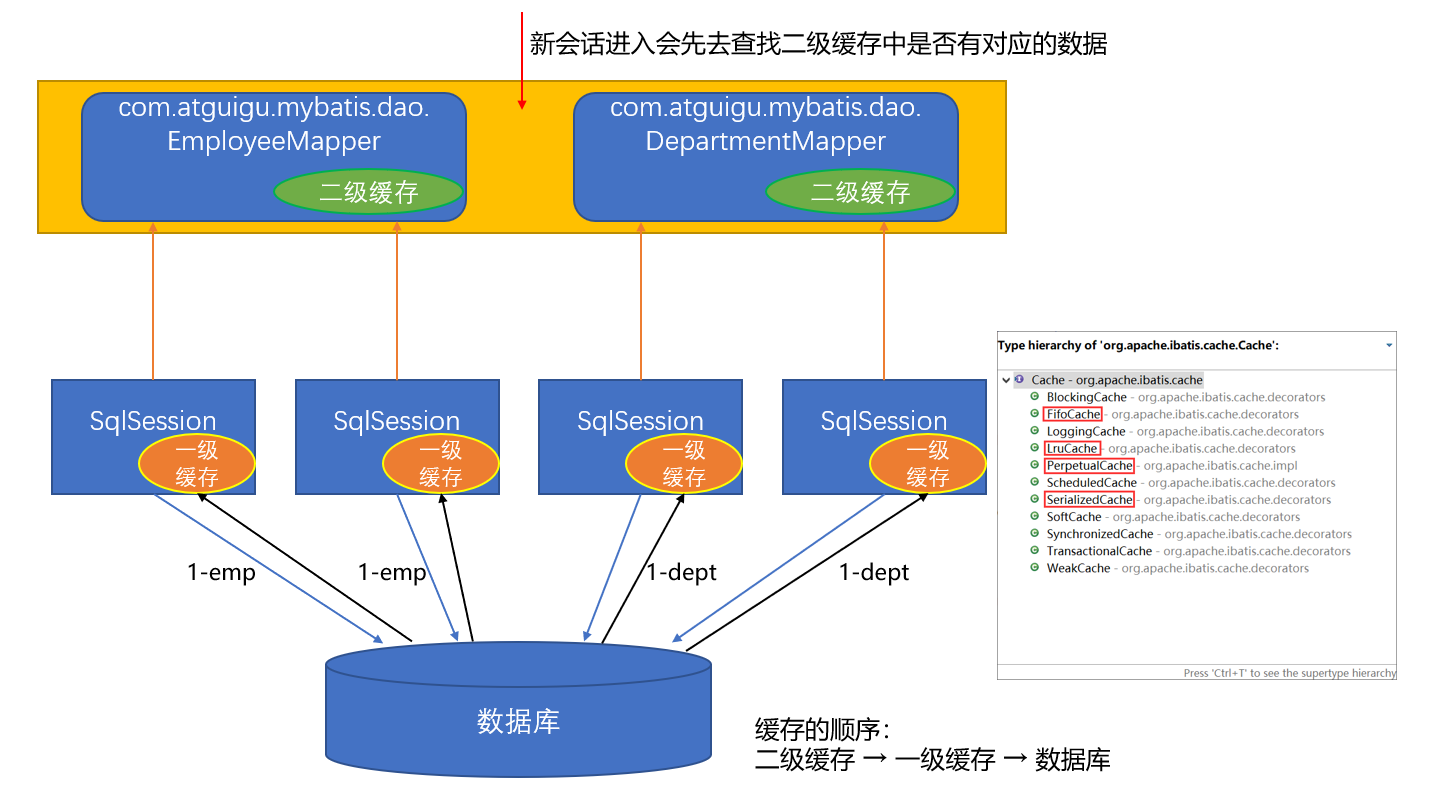 新会话进入会先去查找二级缓存中是否有对应的数据
com.atguigu.mybatis.dao.
EmployeeMapper
二级缓存
com.atguigu.mybatis.dao.
DepartmentMapper
二级缓存
SqlSession
一级
缓存
SqlSession
一级
缓存
SqlSession
一级
缓存
SqlSession
一级
缓存
1-emp
1-emp
1-dept
1-dept
数据库
Type hierarchy of 'org.apache.ibatis.cache.Cache':
Cache - org.apache.ibatis.cache
BlockingCache - org.apache.ibatis.cache.decorators
FifoCache - org.apache.ibatis.cache.decorators
LoggingCache - org.apache.ibatis.cache.decorators
LruCache - org.apache.ibatis.cache.decorators
PerpetualCache - org.apache.ibatis.cache.impl
ScheduledCache - org.apache.ibatis.cache.decorators
SerializedCache - org.apache.ibatis.cache.decorators
SoftCache - org.apache.ibatis.cache.decorators
SynchronizedCache - org.apache.ibatis.cache.decorators
TransactionalCache - org.apache.ibatis.cache.decorators
WeakCache - org.apache.ibatis.cache.decorators
Press 'Ctrl+T' to see the supertype hierarchy
缓存的顺序：
二级缓存 → 一级缓存 → 数据库